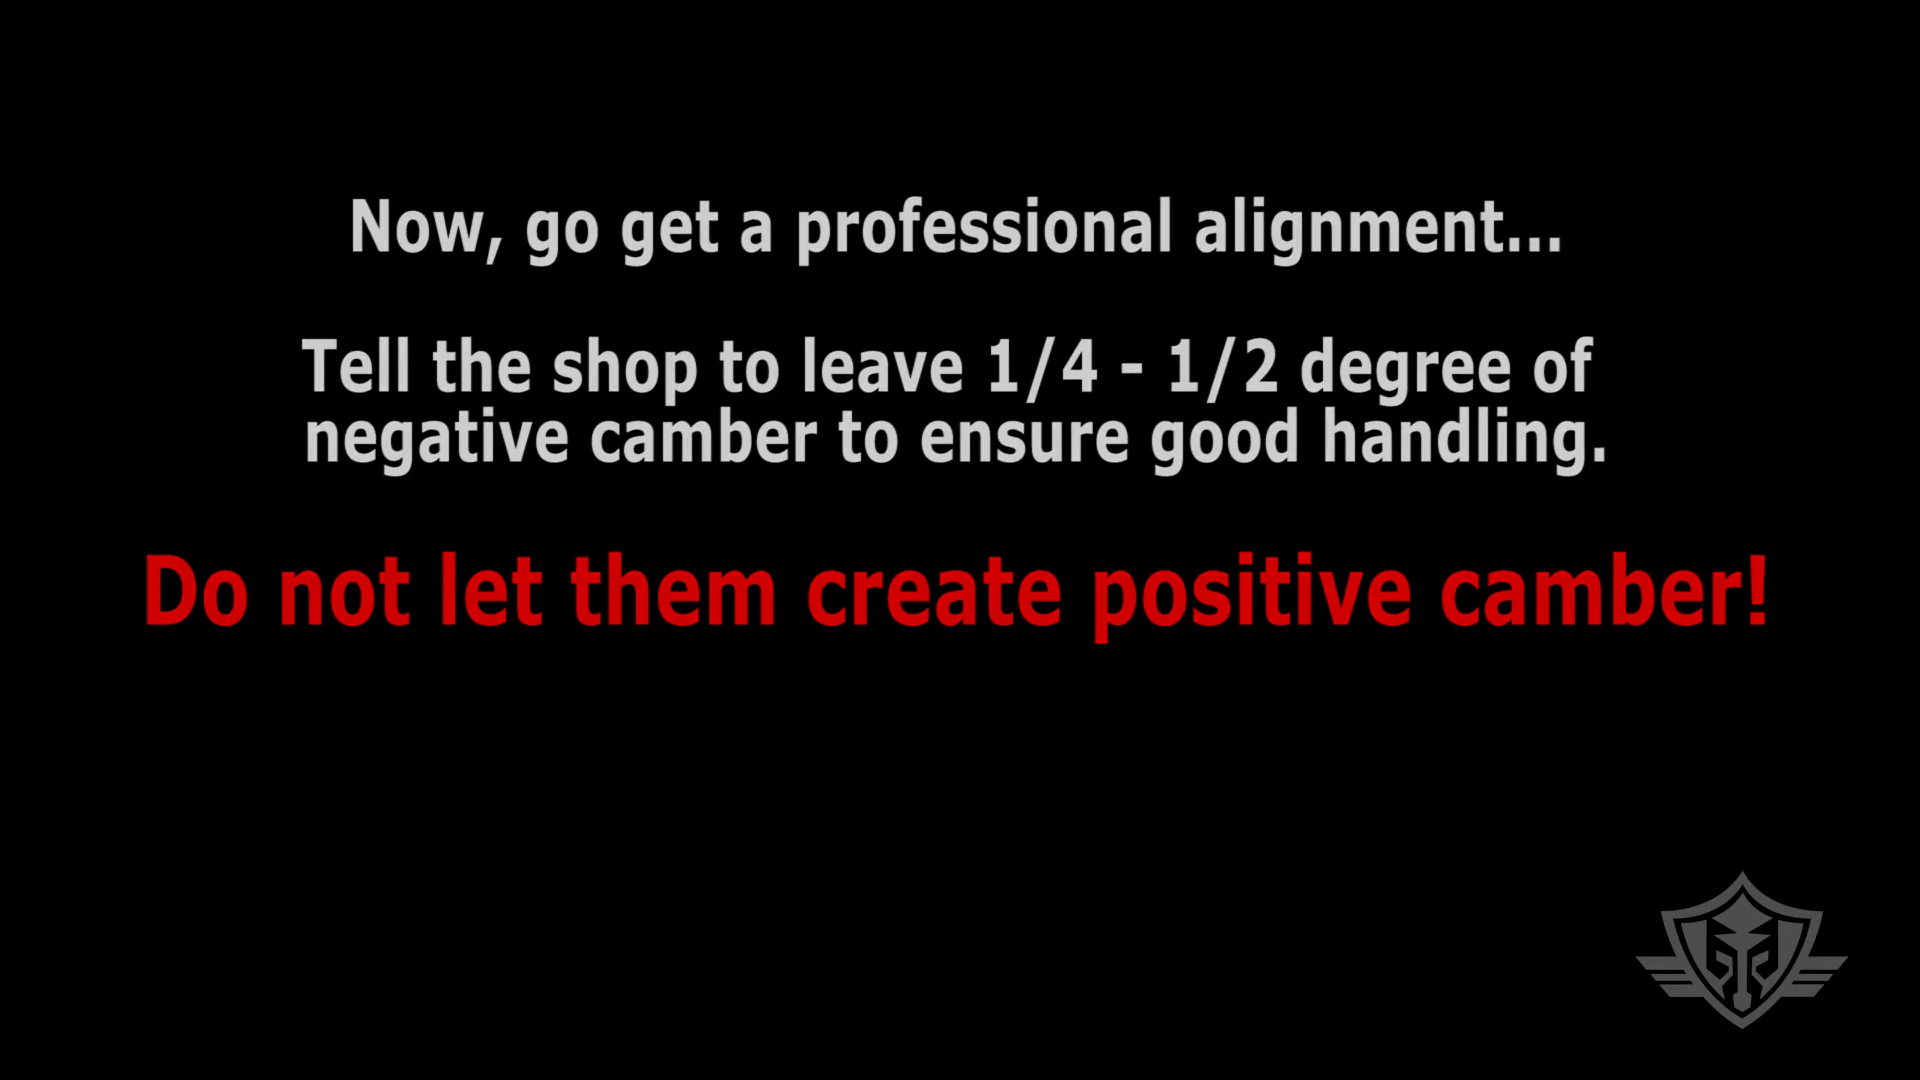 Now, go get a professional alignment...
Tell the shop to leave 1/4 - 1/2 degree of
negative camber to ensure good handling.
Do not let them create positive camber!